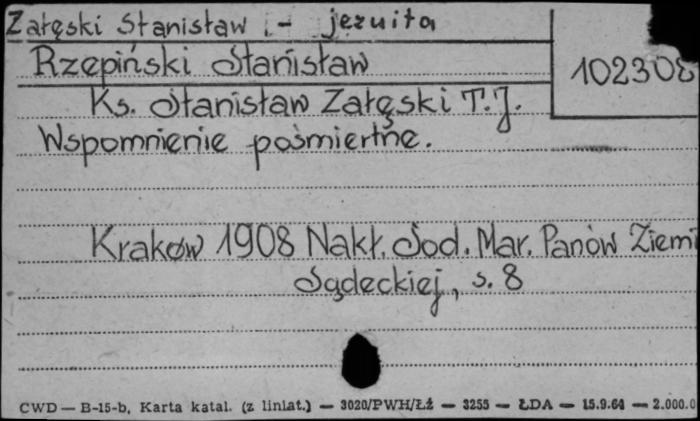 Załęski Stanisław :- jezuita
Rzepiński Stanisław
102308
Ks. Stanisław Załęski T.J.
Wspomnienie pośmiertne.
Kraków 1908 Nakł. Sod. Mar. Panów Ziemi
Sądeckiej, s. 8
CWD — B-15-b, Karta katal. (z liniat.) — 3020/PWH/Łź — 3255 — ŁDA — 15.9.64 — 2.000.0